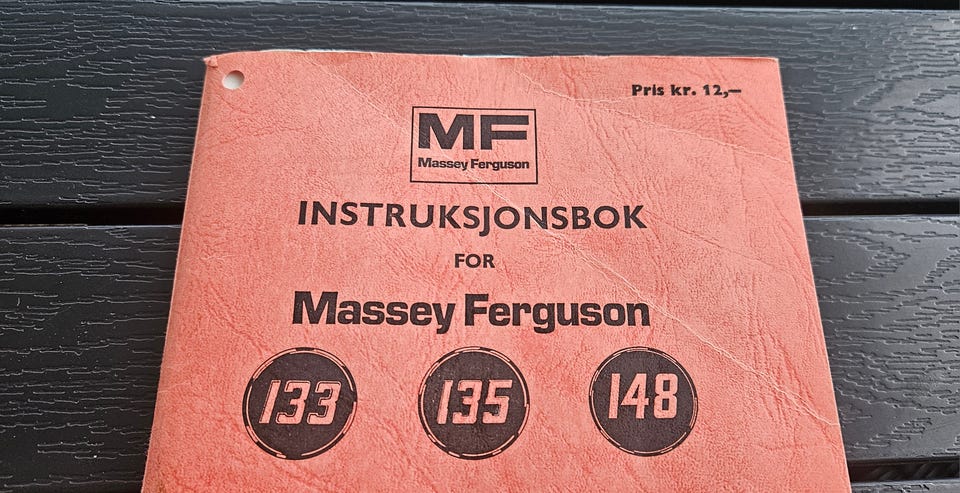 Pris kr. 12,—
MF
Massey Ferguson
INSTRUKSJONSBOK
FOR
Massey Ferguson
133 135 148